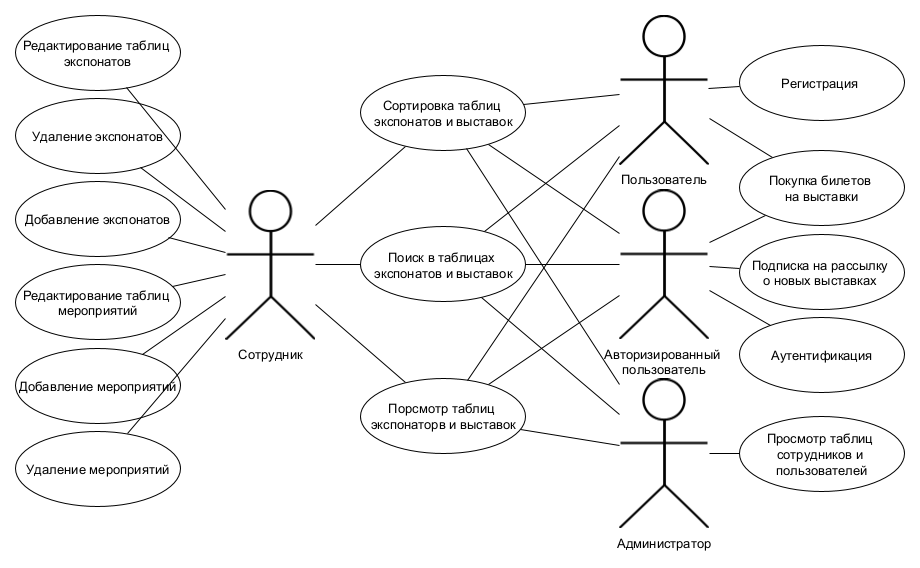 Редактирование таблиц
экспонатов
Удаление экспонатов
Добавление экспонатов
Редактирование таблиц
мероприятий
Добавление мероприятий
Удаление мероприятий
Сотрудник
Сортировка таблиц
экспонатов и выставок
Поиск в таблицах
экспонатов и выставок
Порсмотр таблиц
экспонаторв и выставок
Пользователь
Авторизированный
пользователь
Администратор
Регистрация
Покупка билетов
на выставки
Подписка на рассылку
о новых выставках
Аутентификация
Просмотр таблиц
сотрудников и
пользователей